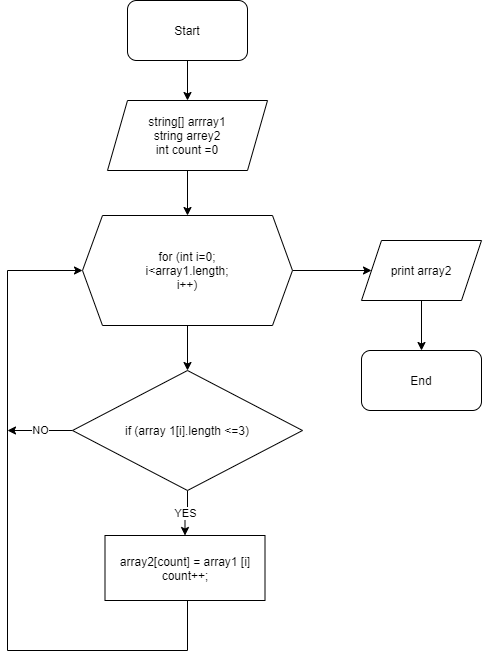 Start
string[] arrray1
string arrey2
int count =0
for (int i=0;
i<array1.length;
i++)
print array2
End
if (array 1[i].length <=3)
NO
YES
array2[count] = array1 [i]
count++;